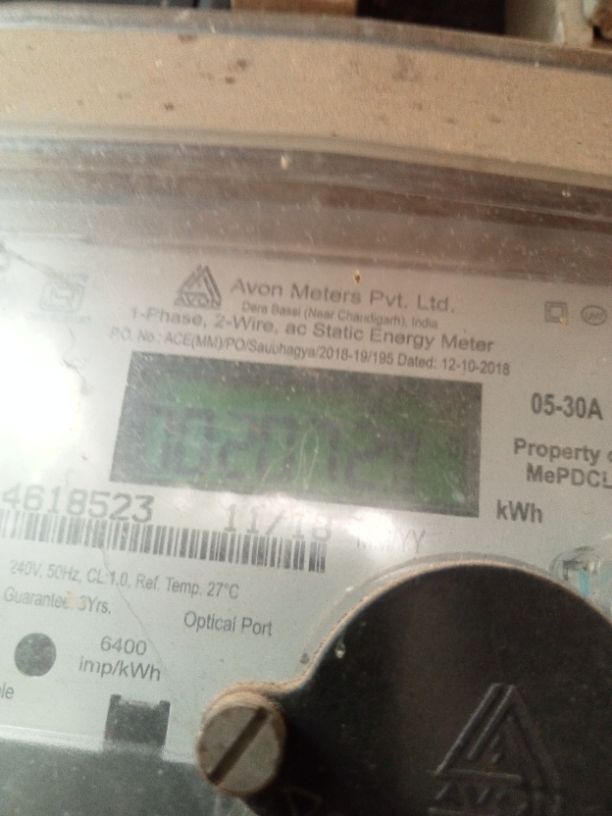 Avon Meters Pvt. Ltd.
Dera Bassi (Near Chandigarh), India
1-Phase, 2-Wire, ac Static Energy Meter
P.O. No.: ACE(MM)/PO/Saubhagya/2018-19/195 Dated: 12-10-2018
05-30A
Property
MePDCL
kWh
4618523
11/18
240V, 50Hz, CL:1.0, Ref. Temp. 27°C
Guarantee Yrs.
Optical Port
6400
imp/kWh
AVON